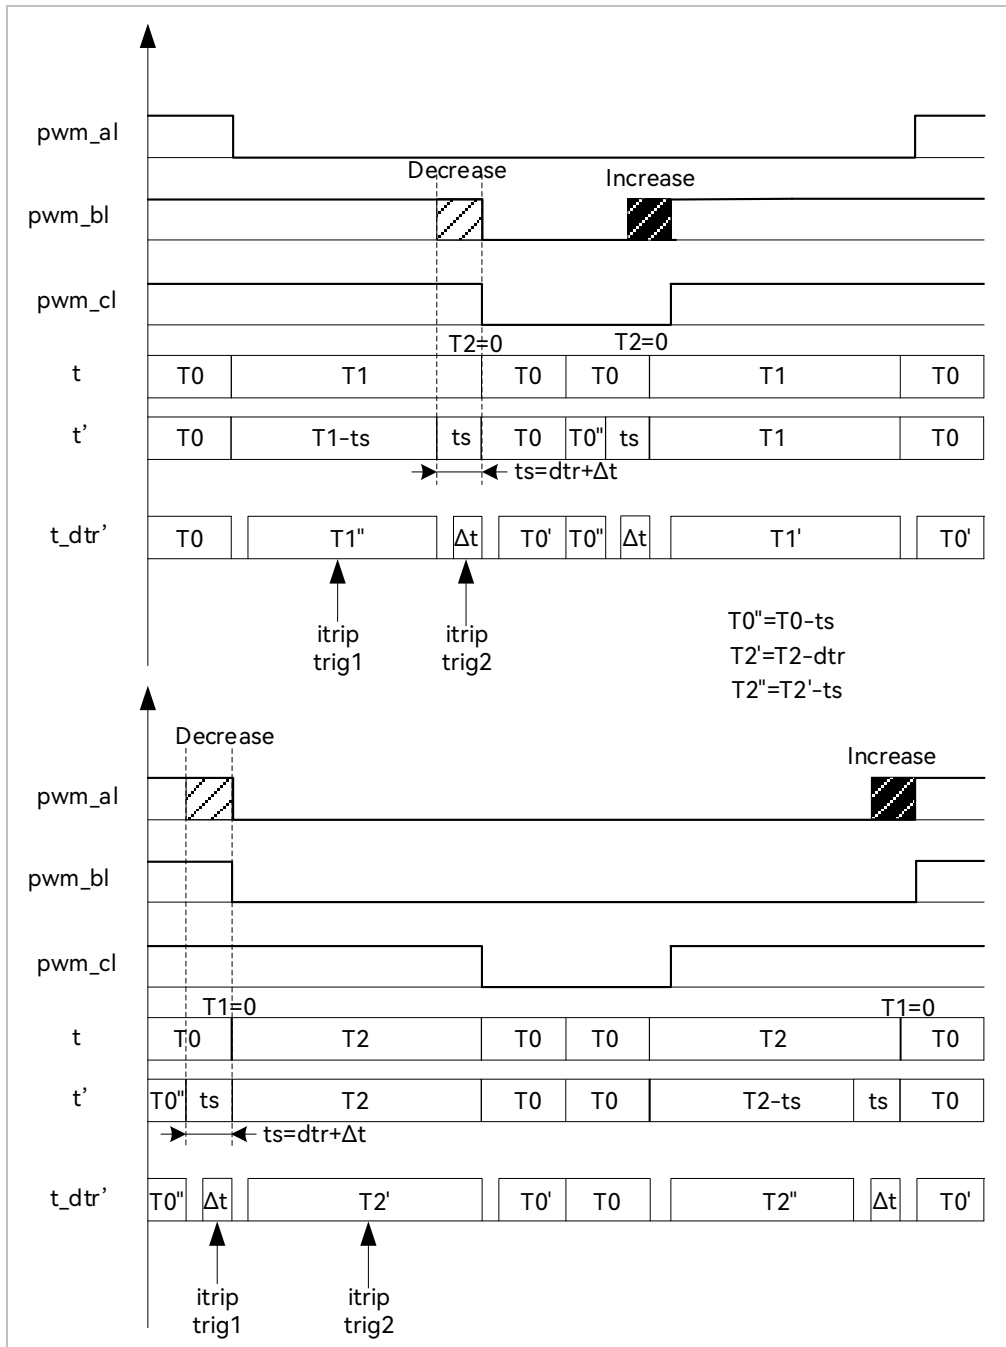 pwm_al
Decrease
Increase
pwm_bl
pwm_cl
T2=0 T2=0
t T0 T1 T0 T0 T1 T0
t’ T0 T1-ts ts T0 T0" ts T1 T0
ts=dtr+Δt
t_dtr’ T0 T1" Δt T0' T0" Δt T1' T0'
itrip
trig1
itrip
trig2
T0"=T0-ts
T2'=T2-dtr
T2"=T2'-ts
Decrease
Increase
pwm_al
pwm_bl
pwm_cl
T1=0 T1=0
t T0 T2 T0 T0 T2 T0
t’ T0" ts T2 T0 T0 T2-ts ts T0
ts=dtr+Δt
t_dtr’ T0" Δt T2' T0' T0 T2" Δt T0'
itrip
trig1
itrip
trig2